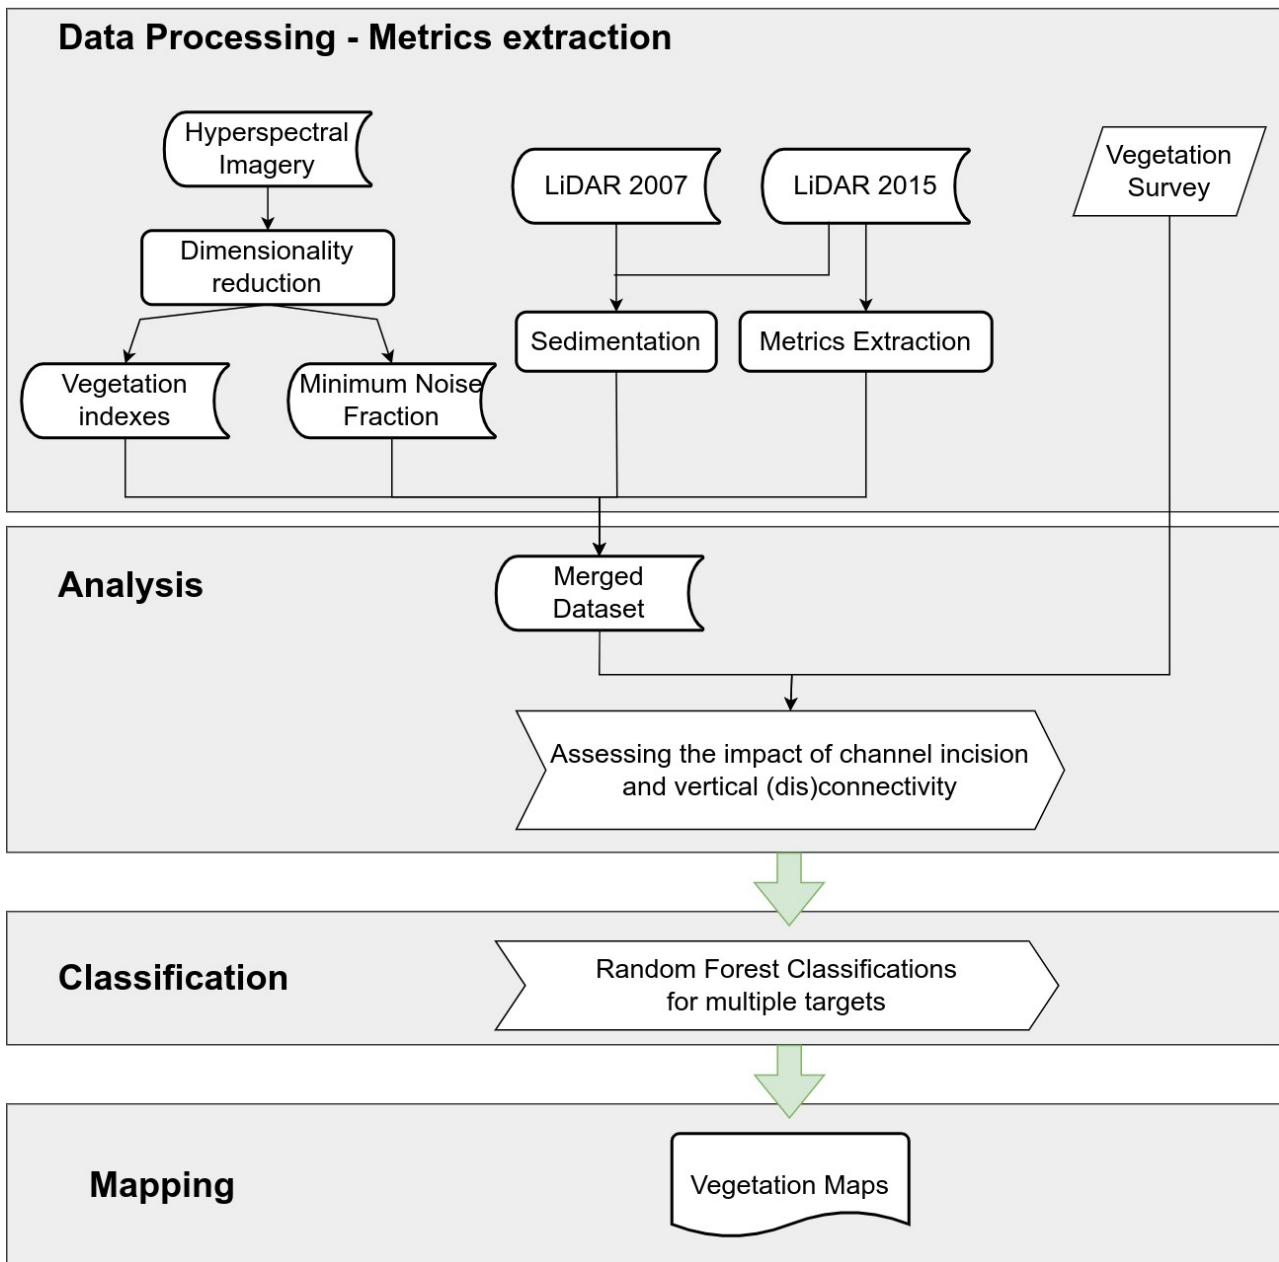 Data Processing - Metrics extraction
Hyperspectral
Imagery
LiDAR 2007
LiDAR 2015
Vegetation
Survey
Dimensionality
reduction
Sedimentation
Metrics Extraction
Vegetation
indexes
Minimum Noise
Fraction
Analysis
Merged
Dataset
Assessing the impact of channel incision
and vertical (dis)connectivity
Classification
Random Forest Classifications
for multiple targets
Mapping
Vegetation Maps